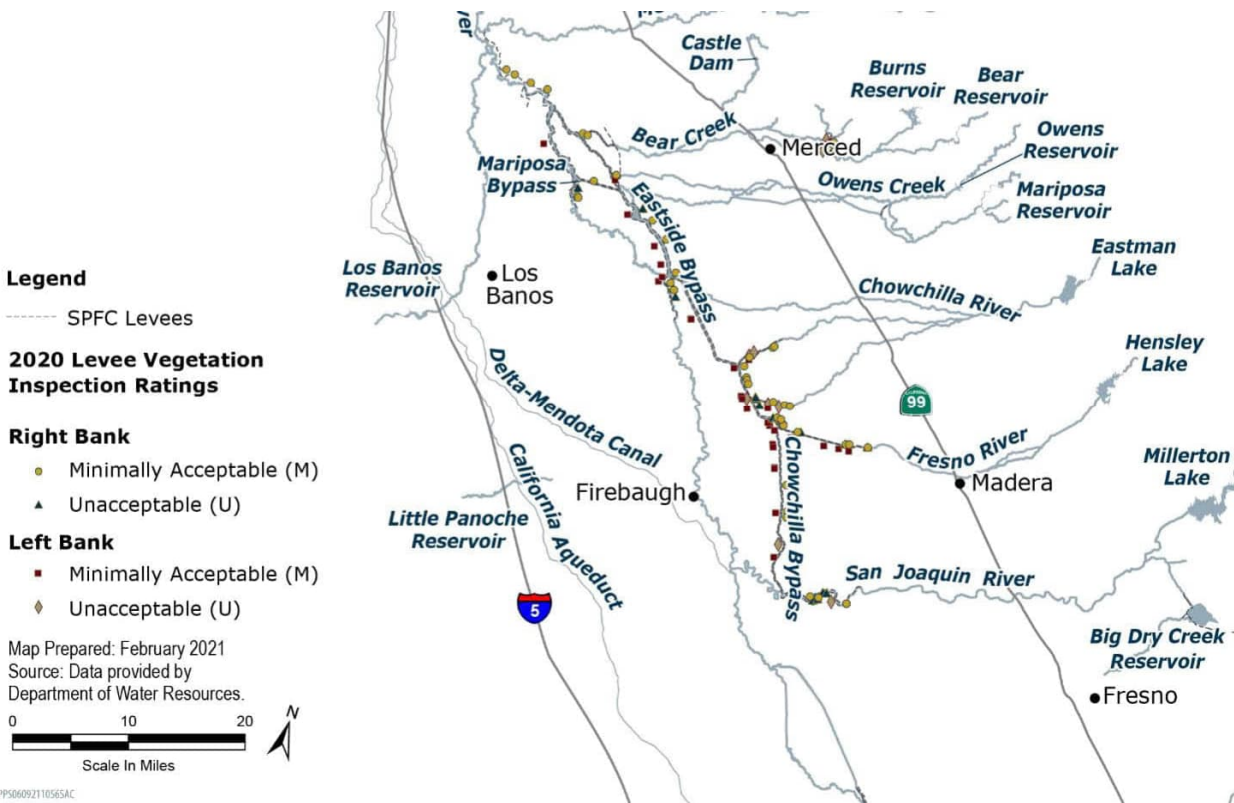 ver
Castle
Dam
Burns
Reservoir
Bear
Reservoir
Owens
Reservoir
Bear Creek
Merced
Mariposa
Bypass
Owens Creek
Mariposa
Reservoir
Eastside Bypass
Eastman
Lake
Los Banos
Reservoir
Los
Banos
Chowchilla River
Hensley
Lake
Delta-Mendota Canal
99
California Aqueduct
Fresno River
Chowchilla Bypass
Millerton
Lake
Firebaugh
Madera
Little Panoche
Reservoir
San Joaquin River
5
Big Dry Creek
Reservoir
Fresno
Legend
SPFC Levees
2020 Levee Vegetation
Inspection Ratings
Right Bank
Minimally Acceptable (M)
Unacceptable (U)
Left Bank
Minimally Acceptable (M)
Unacceptable (U)
Map Prepared: February 2021
Source: Data provided by
Department of Water Resources.
0 10 20
N
Scale In Miles
PPS06092110565AC